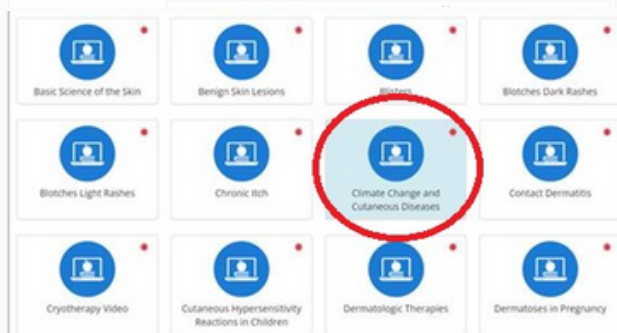 Basic Science of the Skin
Benign Skin Lesions
Blisters
Blotches Dark Rashes
Blotches Light Rashes
Chronic Itch
Climate Change and
Cutaneous Diseases
Contact Dermatitis
Cryotherapy Video
Cutaneous Hypersensitivity
Reactions in Children
Dermatologic Therapies
Dermatoses in Pregnancy